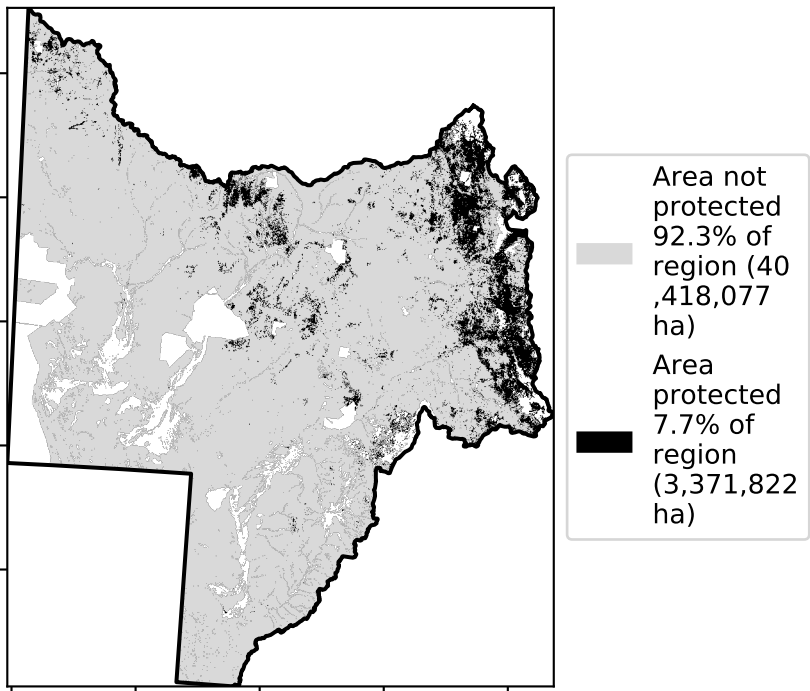 Area not
protected
92.3% of
region (40
,418,077
ha)
Area
protected
7.7% of
region
(3,371,822
ha)